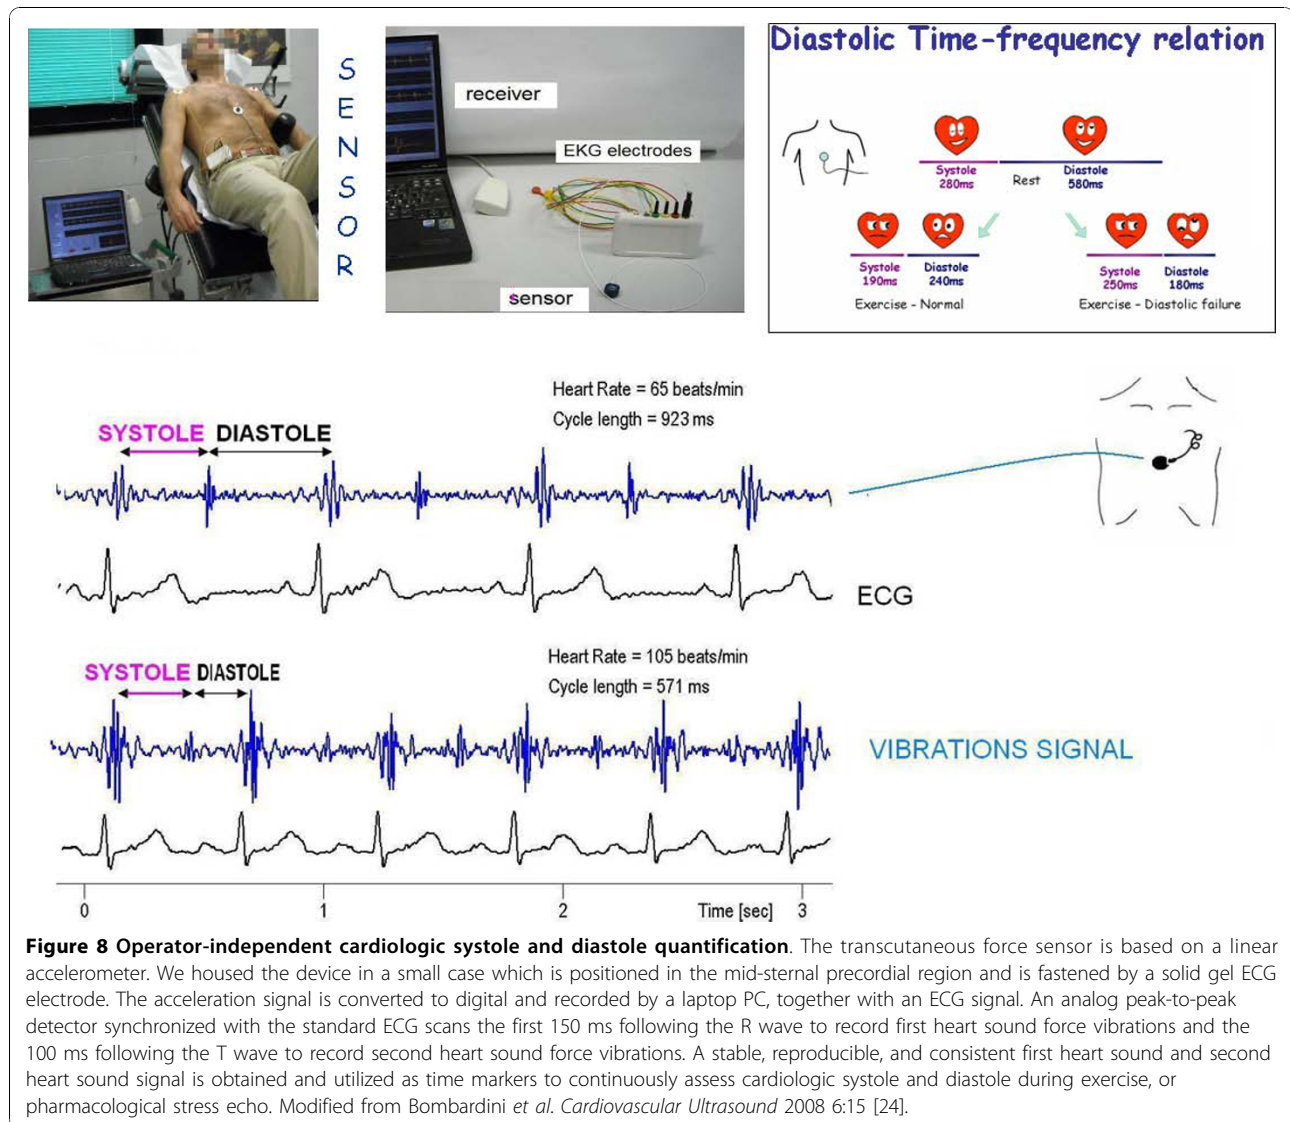 S
E
N
S
O
R
receiver
EKG electrodes
sensor
Diastolic Time-frequency relation
Systole
280ms
Rest
Diastole
580ms
Systole
190ms
Diastole
240ms
Exercise - Normal
Systole
250ms
Diastole
180ms
Exercise - Diastolic failure
Heart Rate = 65 beats/min
Cycle length = 923 ms
SYSTOLE DIASTOLE
ECG
Heart Rate = 105 beats/min
Cycle length = 571 ms
SYSTOLE DIASTOLE
VIBRATIONS SIGNAL
0 1 2 Time [sec] 3
Figure 8 Operator-independent cardiologic systole and diastole quantification. The transcutaneous force sensor is based on a linear
accelerometer. We housed the device in a small case which is positioned in the mid-sternal precordial region and is fastened by a solid gel ECG
electrode. The acceleration signal is converted to digital and recorded by a laptop PC, together with an ECG signal. An analog peak-to-peak
detector synchronized with the standard ECG scans the first 150 ms following the R wave to record first heart sound force vibrations and the
100 ms following the T wave to record second heart sound force vibrations. A stable, reproducible, and consistent first heart sound and second
heart sound signal is obtained and utilized as time markers to continuously assess cardiologic systole and diastole during exercise, or
pharmacological stress echo. Modified from Bombardini et al. Cardiovascular Ultrasound 2008 6:15 [24].